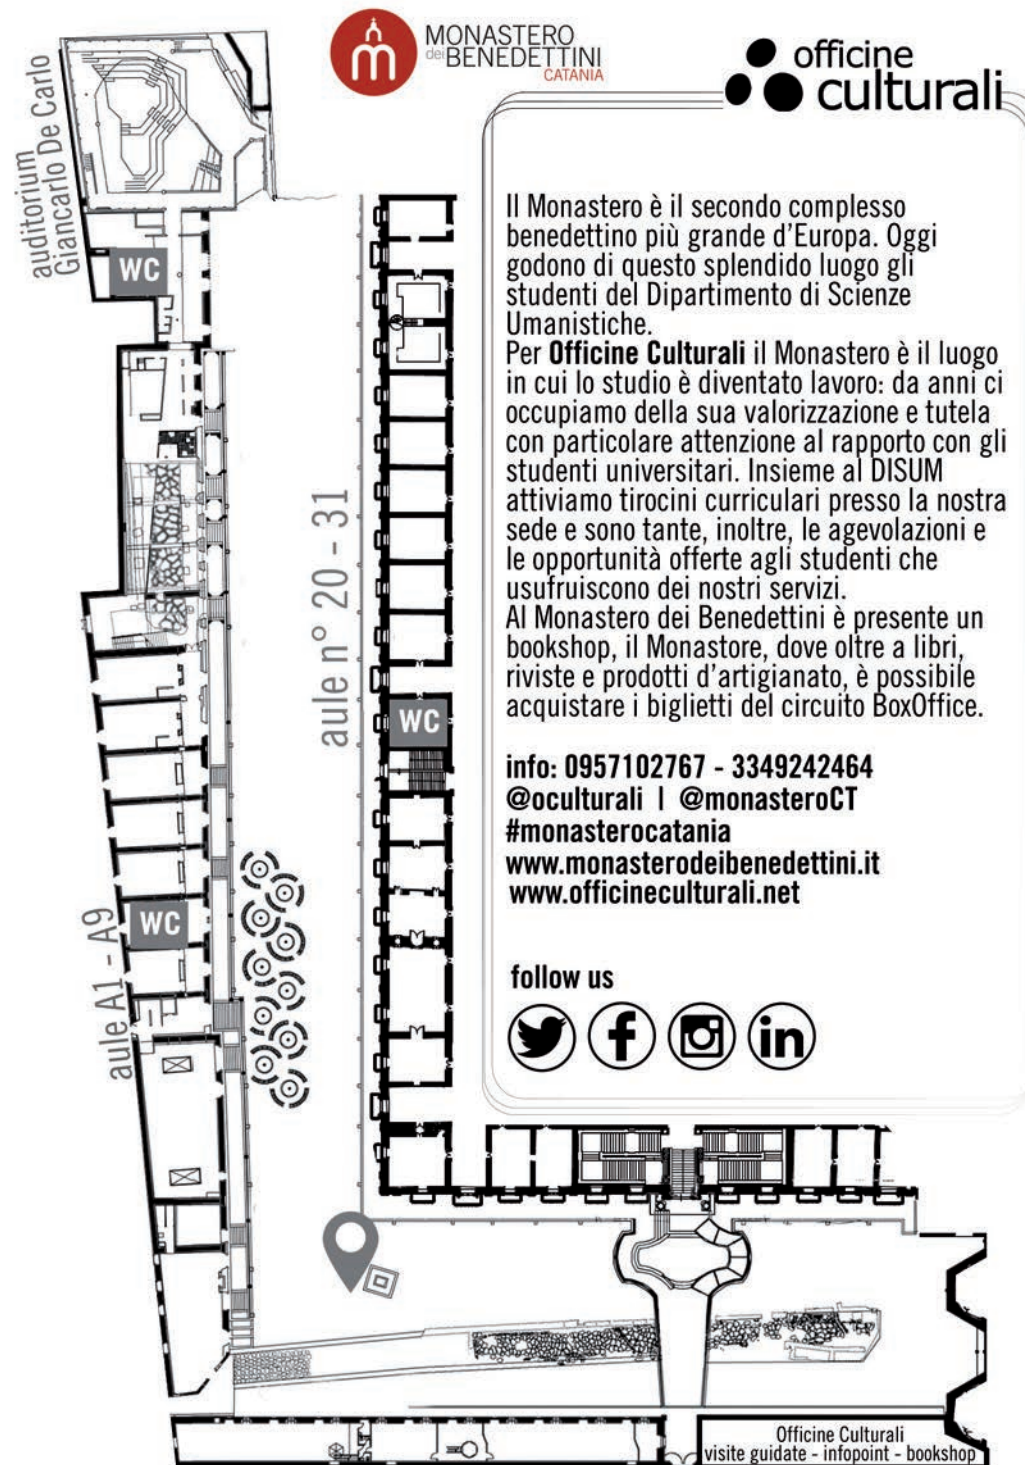 MONASTERO
dei BENEDETTINI
CATANIA
officine
culturali
auditorium
Giancarlo De Carlo
WC
Il Monastero è il secondo complesso
benedettino più grande d'Europa. Oggi
godono di questo splendido luogo gli
studenti del Dipartimento di Scienze
Umanistiche.
Per Officine Culturali il Monastero è il luogo
in cui lo studio è diventato lavoro: da anni ci
occupiamo della sua valorizzazione e tutela
con particolare attenzione al rapporto con gli
studenti universitari. Insieme al DISUM
attiviamo tirocini curriculari presso la nostra
sede e sono tante, inoltre, le agevolazioni e
le opportunità offerte agli studenti che
usufruiscono dei nostri servizi.
Al Monastero dei Benedettini è presente un
bookshop, il Monastore, dove oltre a libri,
riviste e prodotti d'artigianato, è possibile
acquistare i biglietti del circuito BoxOffice.
info: 0957102767 - 3349242464
@oculturali | @monasteroCT
#monasterocatania
www.monasterodeibenedettini.it
www.officineculturali.net
follow us
aule n° 20 - 31
WC
aule A1 - A9
WC
Officine Culturali
visite guidate - infopoint - bookshop